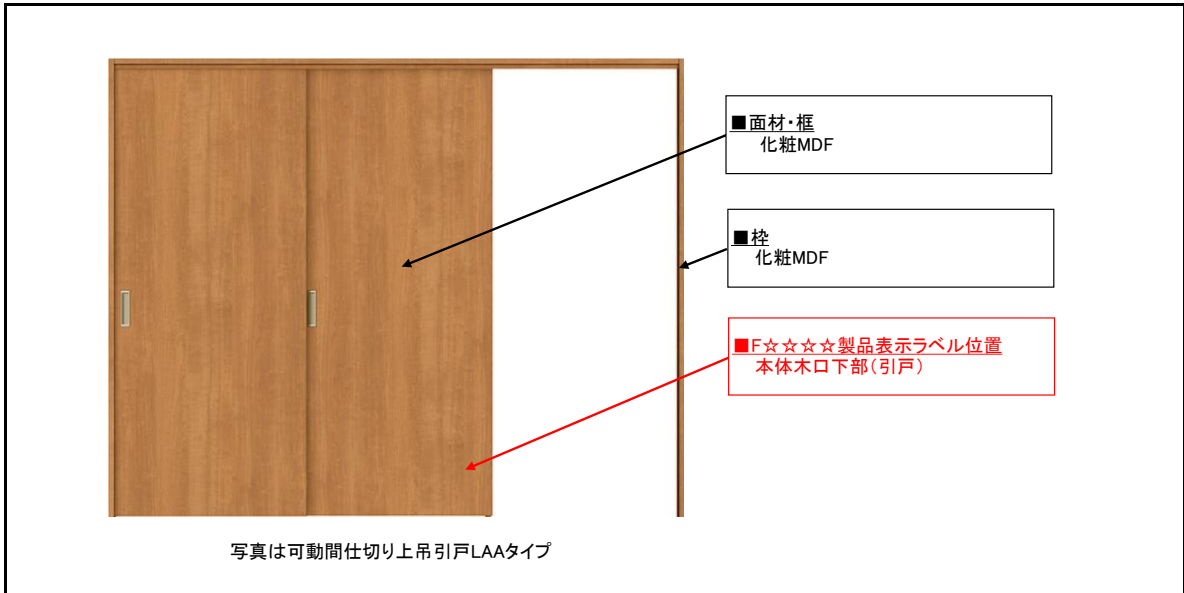 ■面材・框
化粧MDF
■枠
化粧MDF
■F☆☆☆☆製品表示ラベル位置
本体木口下部(引戸)
写真は可動間仕切り上吊引戸LAAタイプ